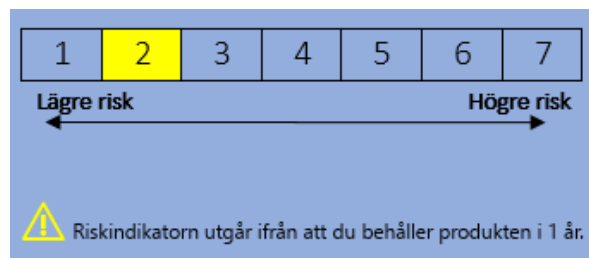 1 2 3 4 5 6 7
Lägre risk Högre risk
Riskindikatorn utgår ifrån att du behåller produkten i 1 år.